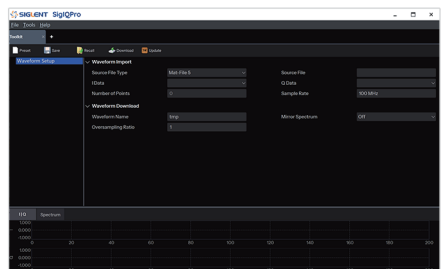 SIGLENT SigIQPro
File Tools Help
Toolkit +
Preset Save Recall Download Update
Waveform Setup
Waveform Import
Source File Type Mat-File 5 Source File
I Data Q Data
Number of Points 0 Sample Rate 100 MHz
Waveform Download
Waveform Name tmp Mirror Spectrum Off
Oversampling Ratio 1
I I Q Spectrum
1.000
0.000
-1.000
0 20 40 60 80 100 120 140 160 180 200
1.000
0.000
-1.000